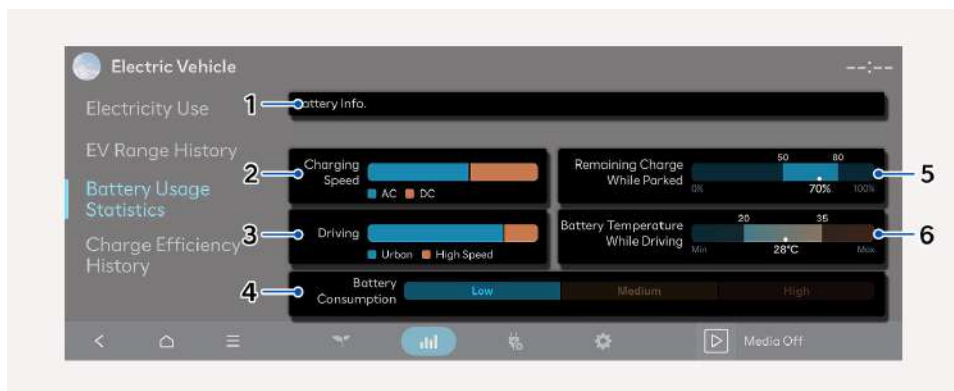 Electric Vehicle
--:--
Electricity Use
EV Range History
Battery Usage
Statistics
Charge Efficiency
History
1
attery Info.
2
Charging
Speed
AC DC
3
Driving
Urban High Speed
4
Battery
Consumption
Low Medium High
Remaining Charge
While Parked
50 80
0% 70% 100%
5
Battery Temperature
While Driving
20 35
Min 28°C Max
6
Media Off